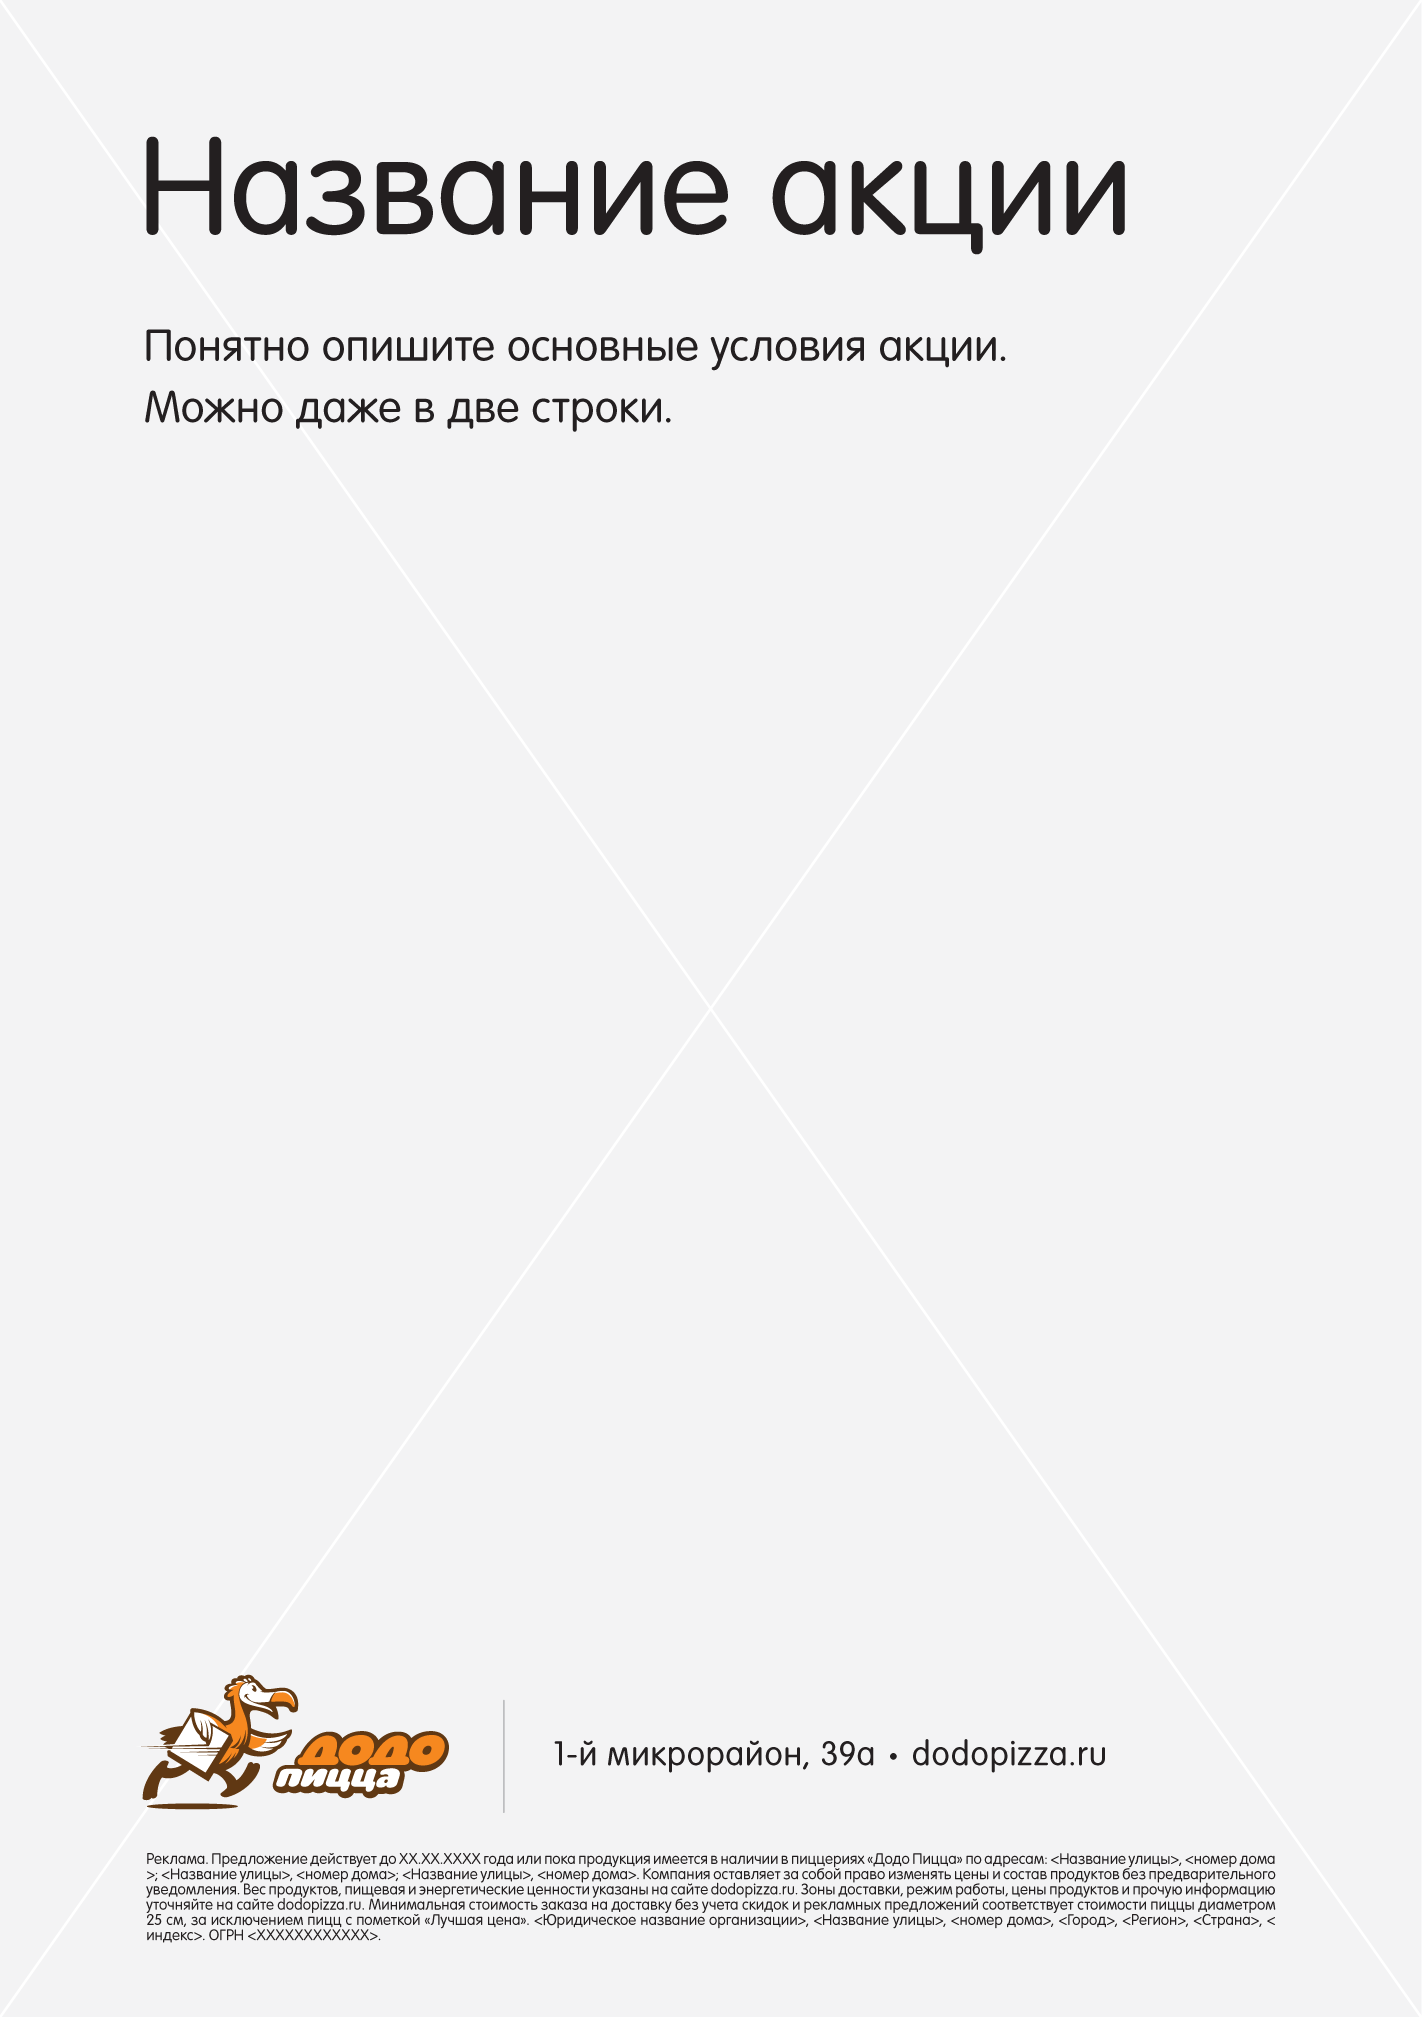 Название акции
Понятно опишите основные условия акции.
Можно даже в две строки.
ДОДО
пицца
1-й микрорайон, 39а • dodopizza.ru
Реклама. Предложение действует до XX.XX.XXXX года или пока продукция имеется в наличии в пиццериях «Додо Пицца» по адресам: <Название улицы>, <номер дома
>; <Название улицы>, <номер дома>; <Название улицы>, <номер дома>. Компания оставляет за собой право изменять цены и состав продуктов без предварительного
уведомления. Вес продуктов, пищевая и энергетические ценности указаны на сайте dodopizza.ru. Зоны доставки, режим работы, цены продуктов и прочую информацию
уточняйте на сайте dodopizza.ru. Минимальная стоимость заказа на доставку без учета скидок и рекламных предложений соответствует стоимости пиццы диаметром
25 см, за исключением пицц с пометкой «Лучшая цена». <Юридическое название организации>, <Название улицы>, <номер дома>, <Город>, <Регион>, <Страна>, <
индекс>. ОГРН <XXXXXXXXXXXX>.